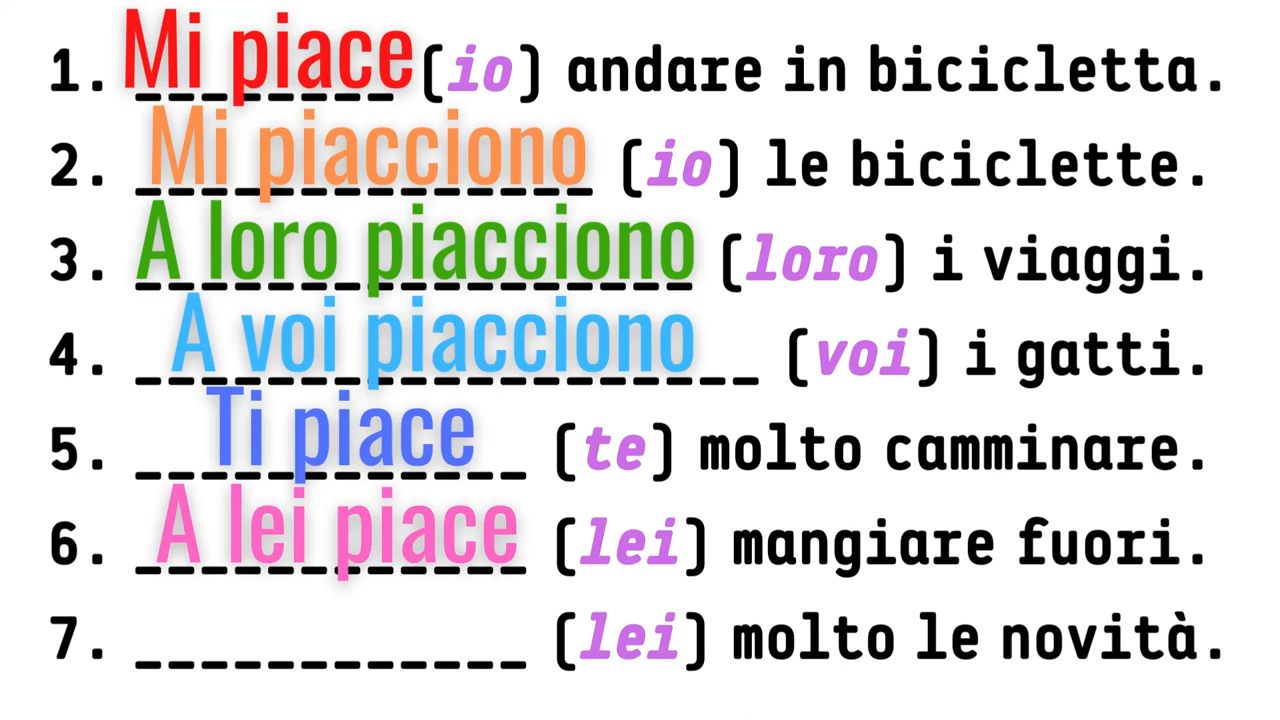 1. Mi piace (io) andare in bicicletta.
2. Mi piacciono (io) le biciclette.
3. A loro piacciono (loro) i viaggi.
4. A voi piacciono (voi) i gatti.
5. Ti piace (te) molto camminare.
6. A lei piace (lei) mangiare fuori.
7. ____________ (lei) molto le novità.